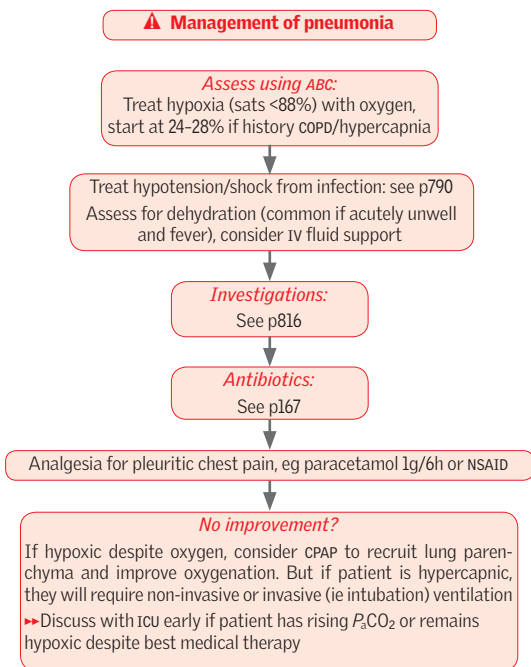 ⚠ Management of pneumonia
Assess using ABC:
Treat hypoxia (sats <88%) with oxygen,
start at 24–28% if history COPD/hypercapnia
Treat hypotension/shock from infection: see p790
Assess for dehydration (common if acutely unwell
and fever), consider IV fluid support
Investigations:
See p816
Antibiotics:
See p167
Analgesia for pleuritic chest pain, eg paracetamol 1g/6h or NSAID
No improvement?
If hypoxic despite oxygen, consider CPAP to recruit lung paren-
chyma and improve oxygenation. But if patient is hypercapnic,
they will require non-invasive or invasive (ie intubation) ventilation
▸▸Discuss with ICU early if patient has rising PaCO2 or remains
hypoxic despite best medical therapy